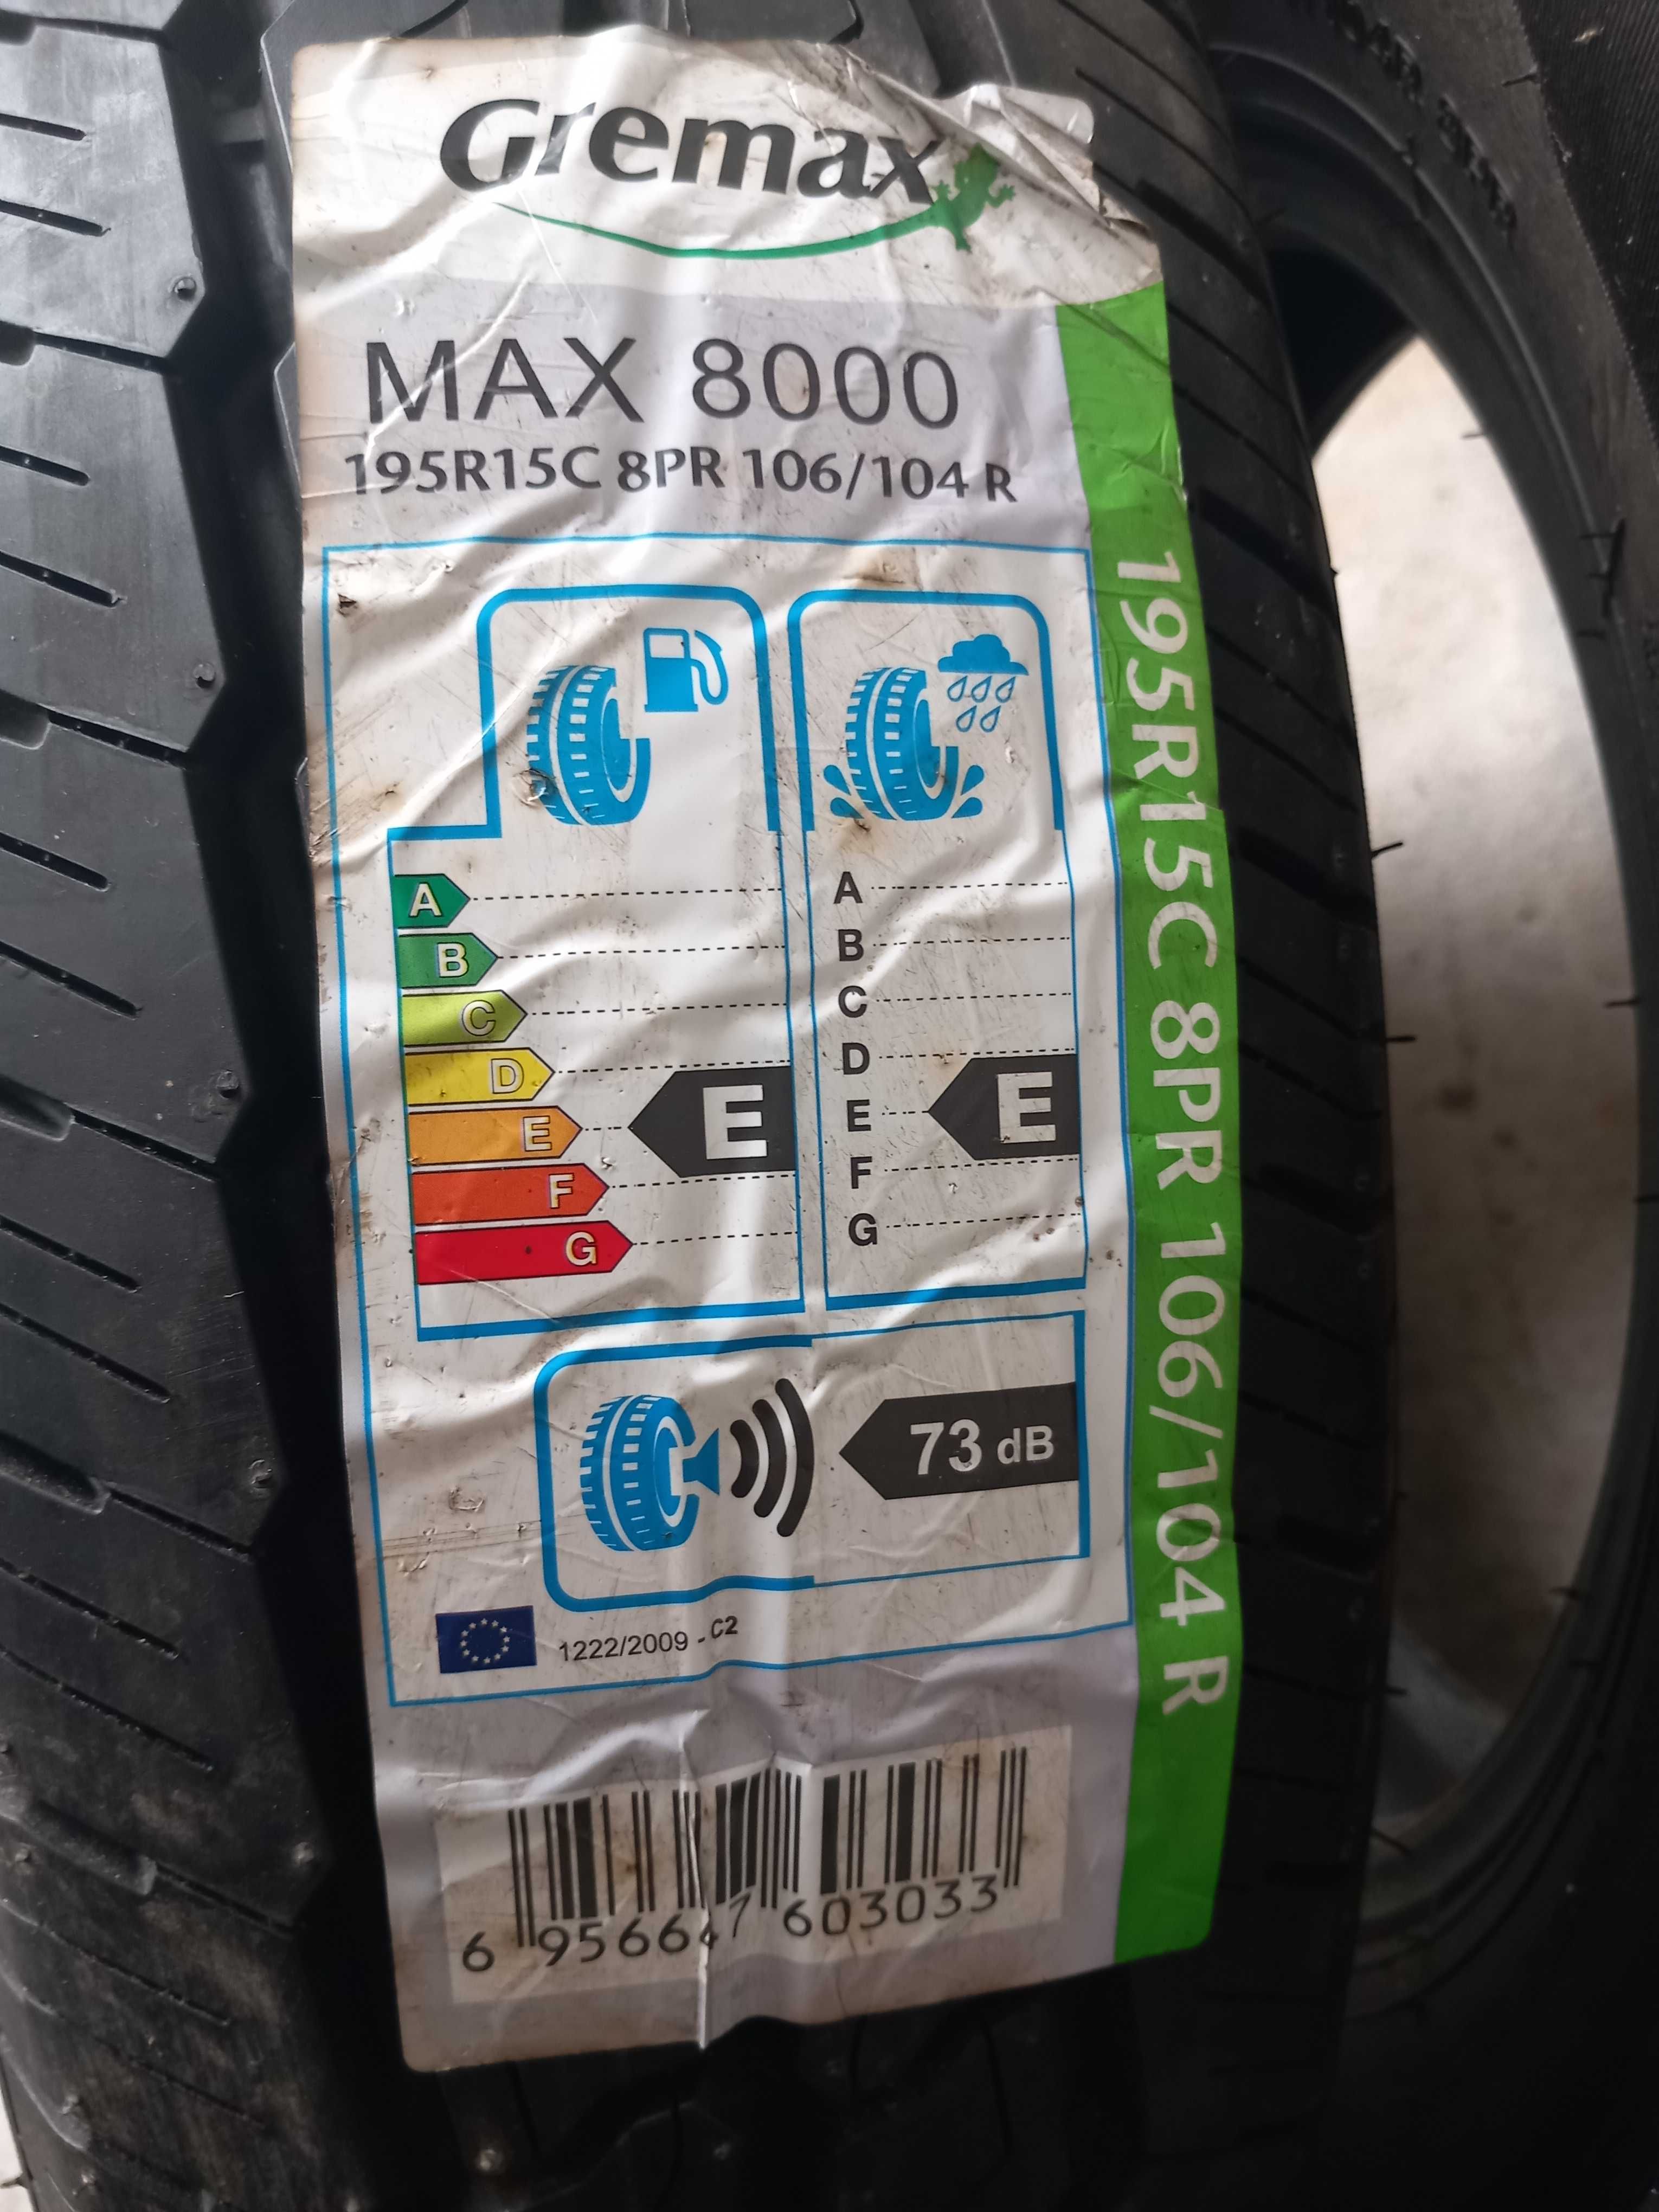 Gremax
MAX 8000
195R15C 8PR 106/104 R
195R15C 8PR 106/104 R
A
B
C
D
E
F
G
E
A
B
C
D
E
F
G
E
73 dB
1222/2009 - C2
6 956647 603033